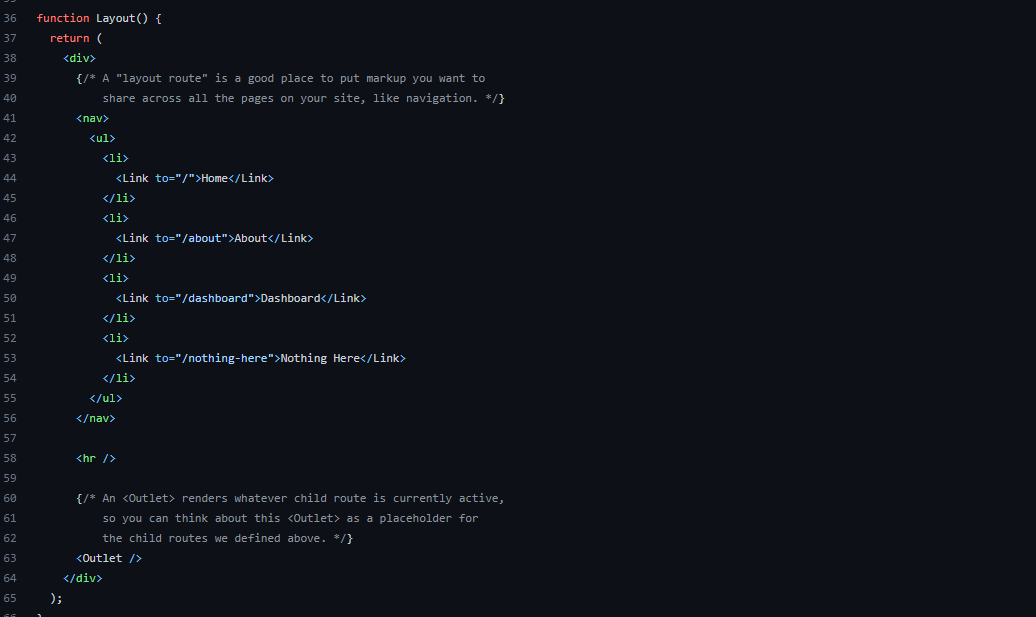 36 function Layout() {
37   return (
38     <div>
39       {/* A "layout route" is a good place to put markup you want to
40           share across all the pages on your site, like navigation. */}
41       <nav>
42         <ul>
43           <li>
44             <Link to="/">Home</Link>
45           </li>
46           <li>
47             <Link to="/about">About</Link>
48           </li>
49           <li>
50             <Link to="/dashboard">Dashboard</Link>
51           </li>
52           <li>
53             <Link to="/nothing-here">Nothing Here</Link>
54           </li>
55         </ul>
56       </nav>
57
58       <hr />
59
60       {/* An <Outlet> renders whatever child route is currently active,
61           so you can think about this <Outlet> as a placeholder for
62           the child routes we defined above. */}
63       <Outlet />
64     </div>
65   );